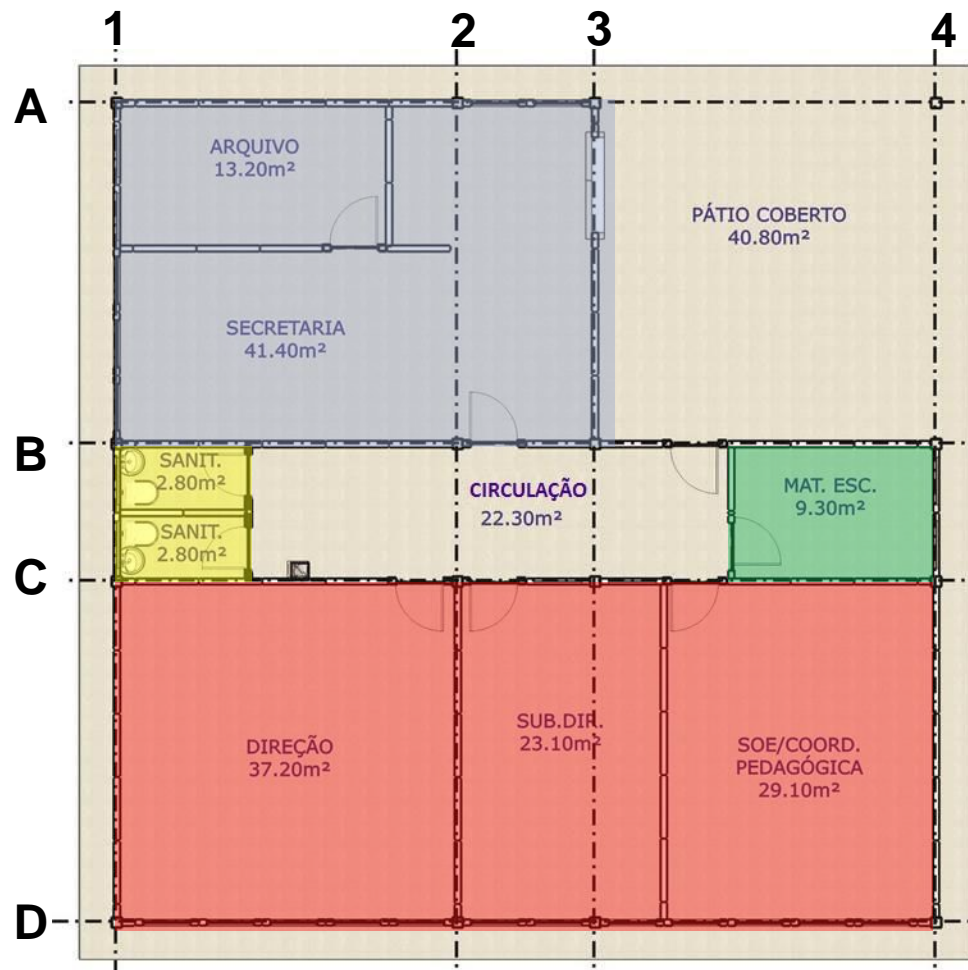 1
2
3
4
A
ARQUIVO
13.20m²
PÁTIO COBERTO
40.80m²
SECRETARIA
41.40m²
B
SANIT.
2.80m²
CIRCULAÇÃO
22.30m²
MAT. ESC.
9.30m²
SANIT.
2.80m²
C
DIREÇÃO
37.20m²
SUB.DIR.
23.10m²
SOE/COORD.
PEDAGÓGICA
29.10m²
D